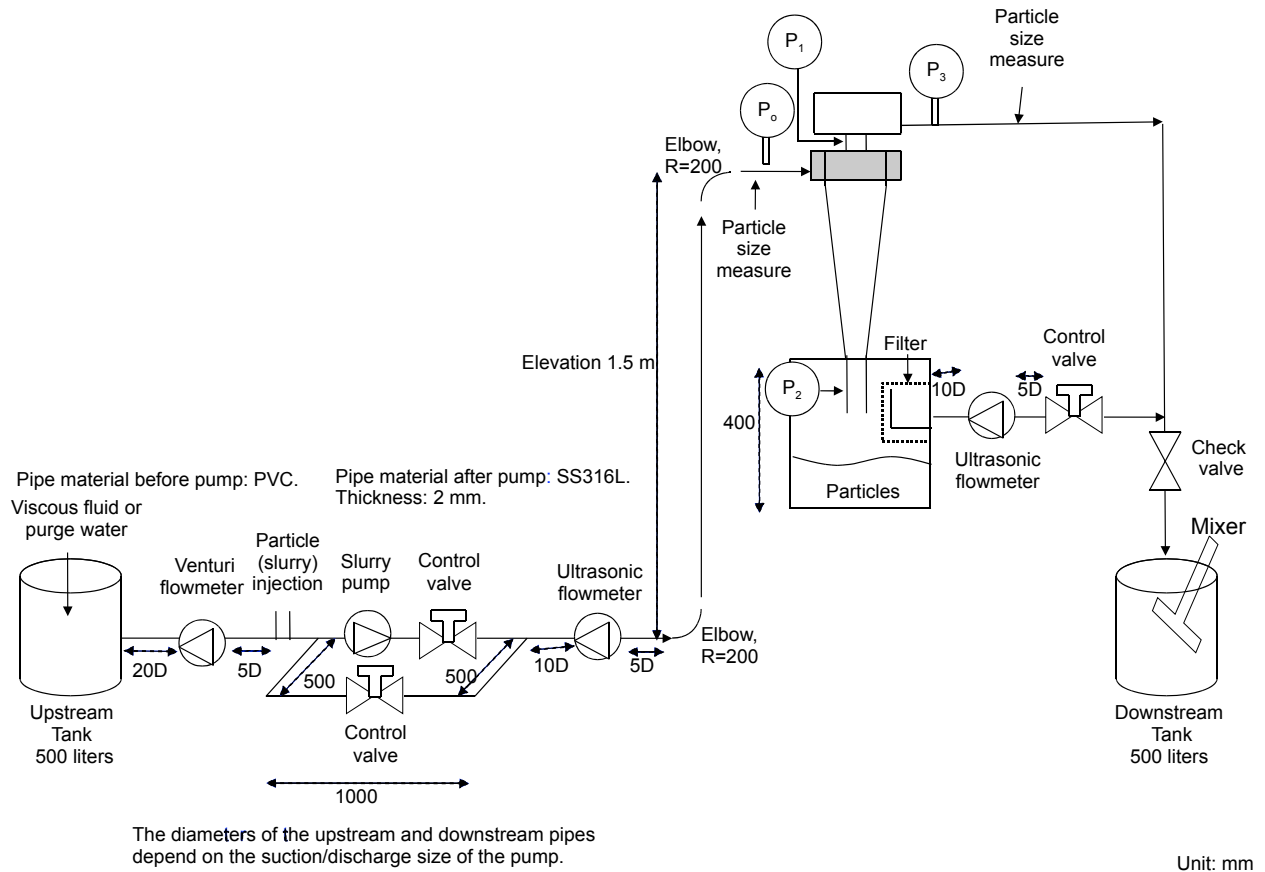 P1
Particle
size
measure
P3
Po
Elbow,
R=200
Particle
size
measure
Elevation 1.5 m
Filter
Control
valve
10D
5D
P2
400
Ultrasonic
flowmeter
Particles
Check
valve
Pipe material before pump: PVC.
Pipe material after pump: SS316L.
Thickness: 2 mm.
Viscous fluid or
purge water
Mixer
Venturi
flowmeter
Particle
(slurry)
injection
Slurry
pump
Control
valve
Ultrasonic
flowmeter
Elbow,
R=200
20D
5D
500
500
10D
5D
Upstream
Tank
500 liters
Control
valve
Downstream
Tank
500 liters
1000
The diameters of the upstream and downstream pipes
depend on the suction/discharge size of the pump.
Unit: mm